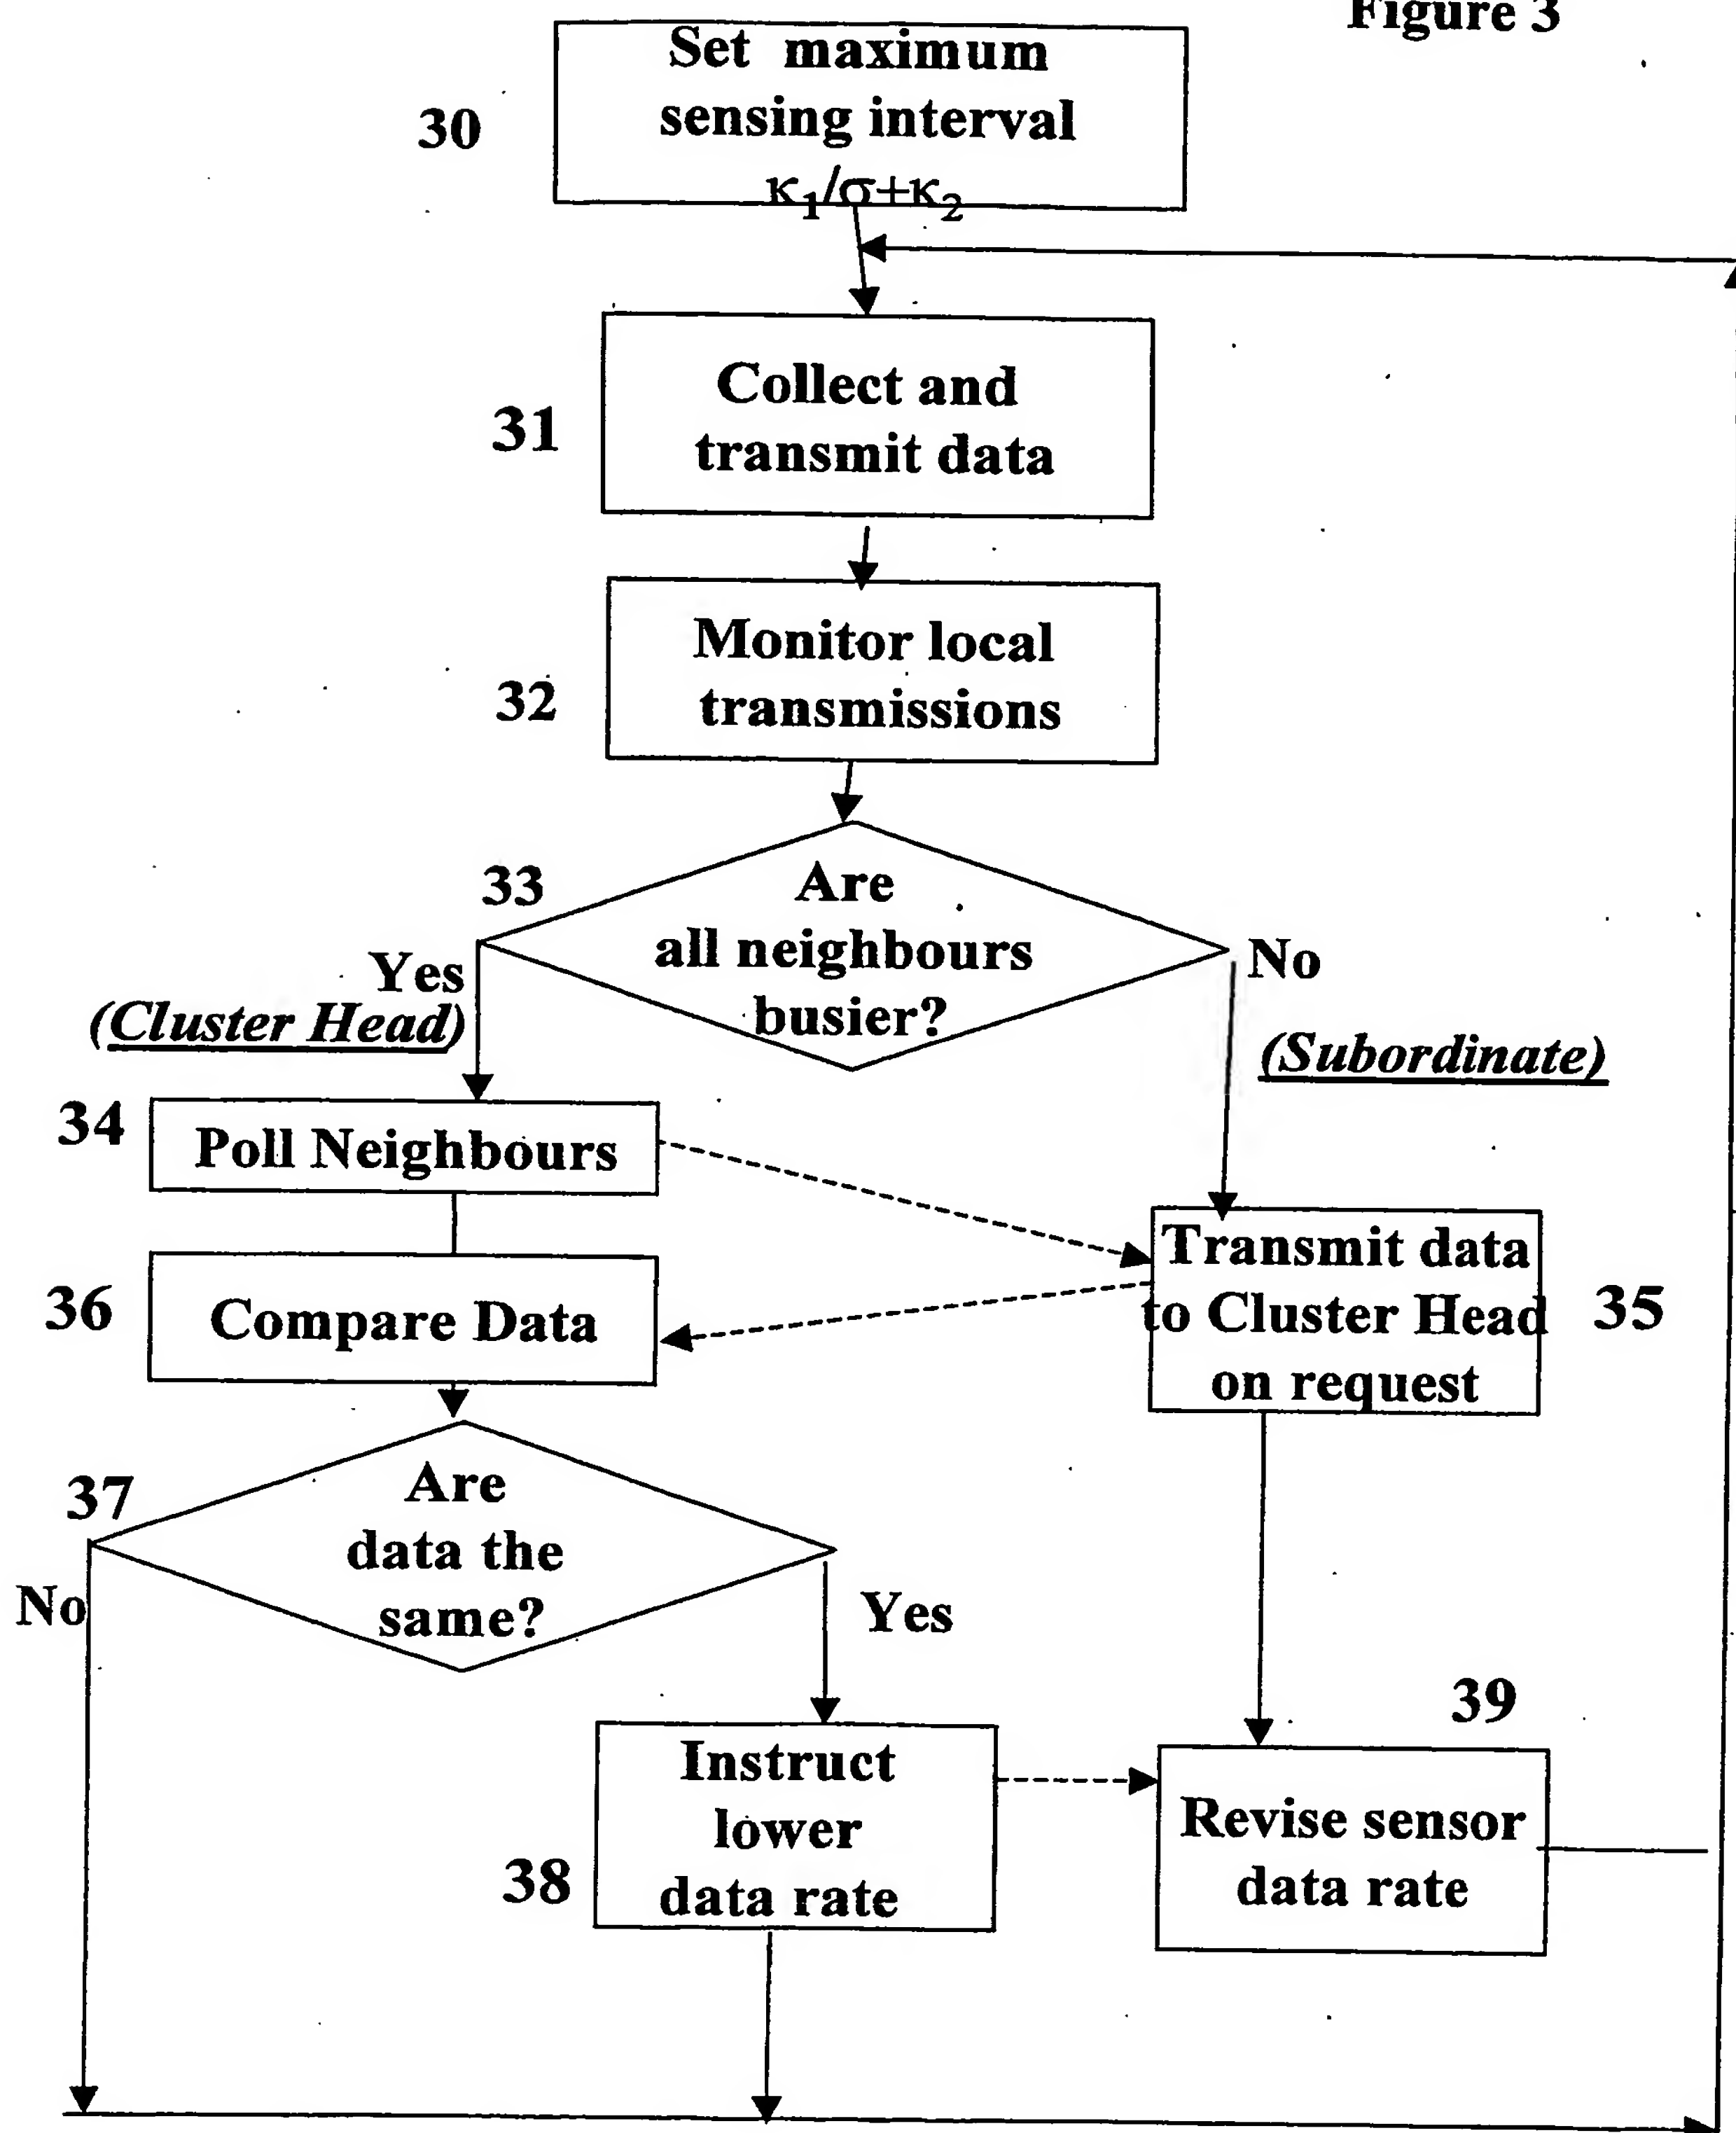 Figure 3
Set maximum
sensing interval
κ₁/σ+κ₂
30
Collect and
transmit data
31
Monitor local
transmissions
32
33
Are
all neighbours
busier?
Yes
(Cluster Head)
No
(Subordinate)
34
Poll Neighbours
Transmit data
to Cluster Head
on request
35
36
Compare Data
37
Are
data the
same?
No
Yes
39
Instruct
lower
data rate
38
Revise sensor
data rate